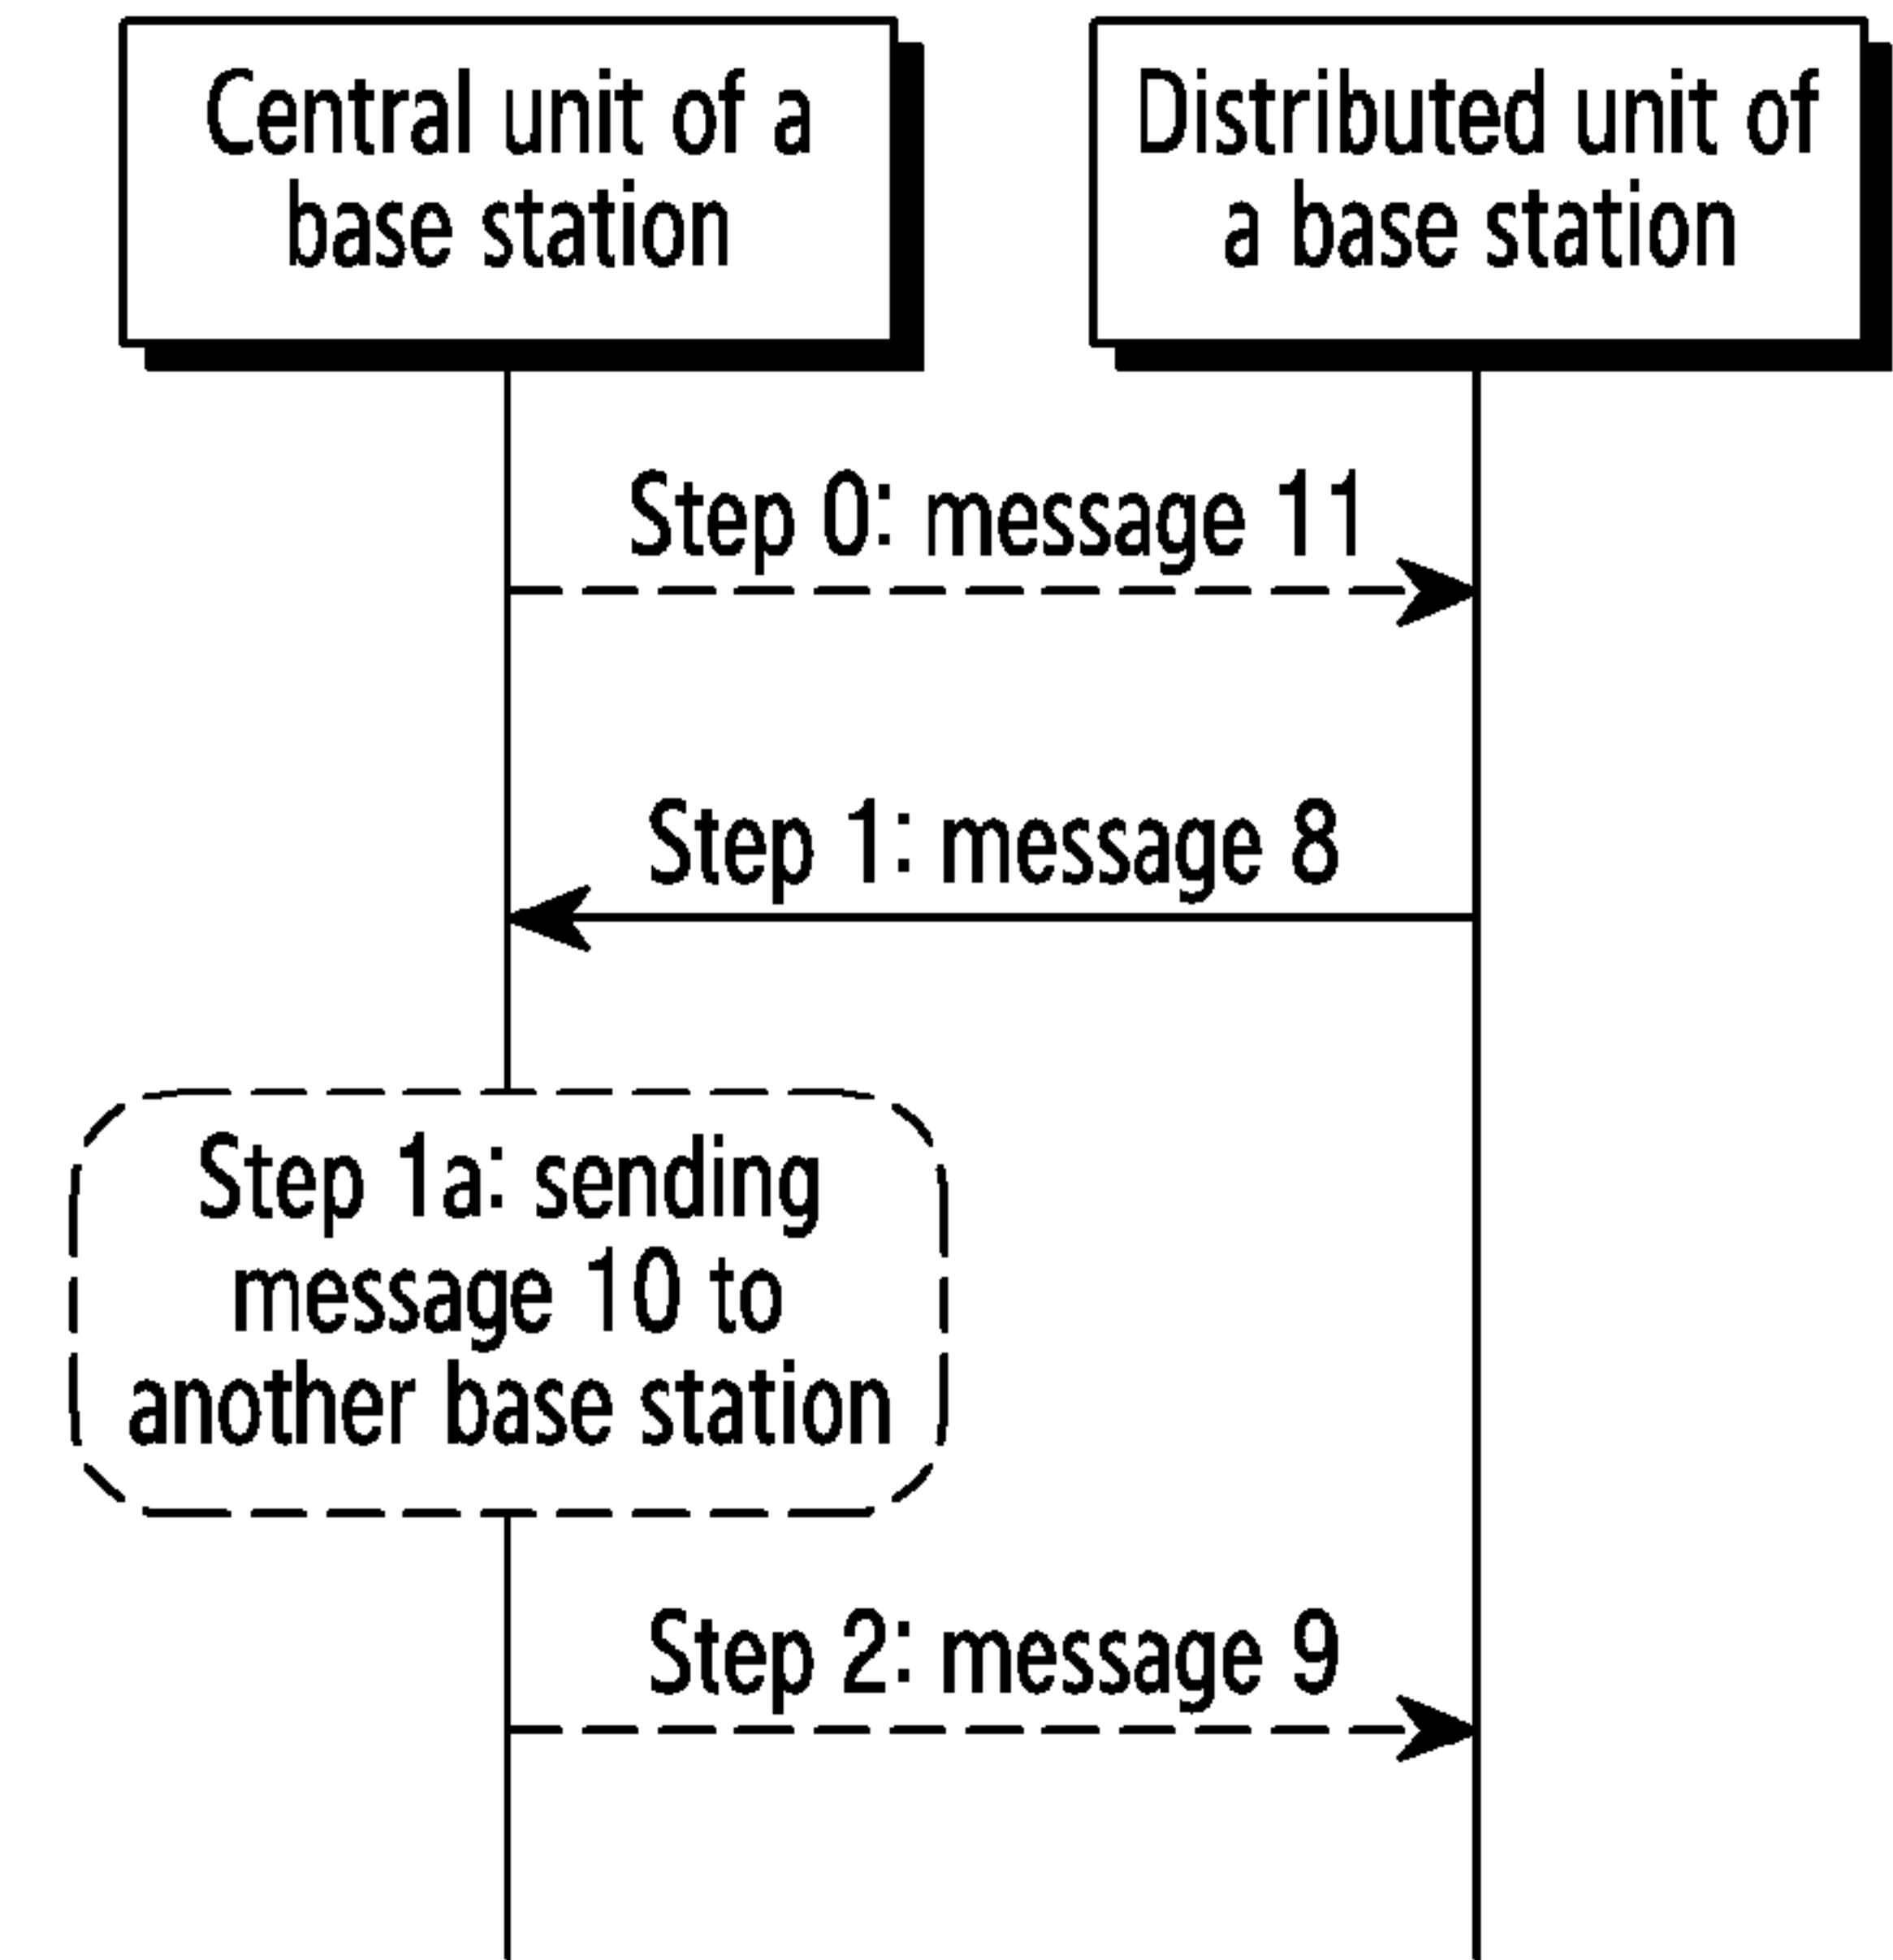 Central unit of a
base station
Distributed unit of
a base station
Step 0: message 11
Step 1: message 8
Step 1a: sending
message 10 to
another base station
Step 2: message 9